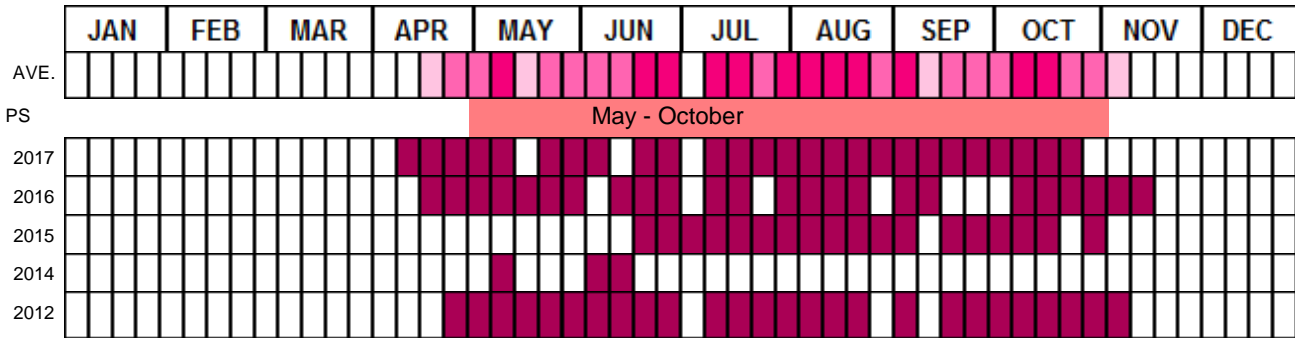 JAN FEB MAR APR MAY JUN JUL AUG SEP OCT NOV DEC
AVE.
PS May - October
2017
2016
2015
2014
2012